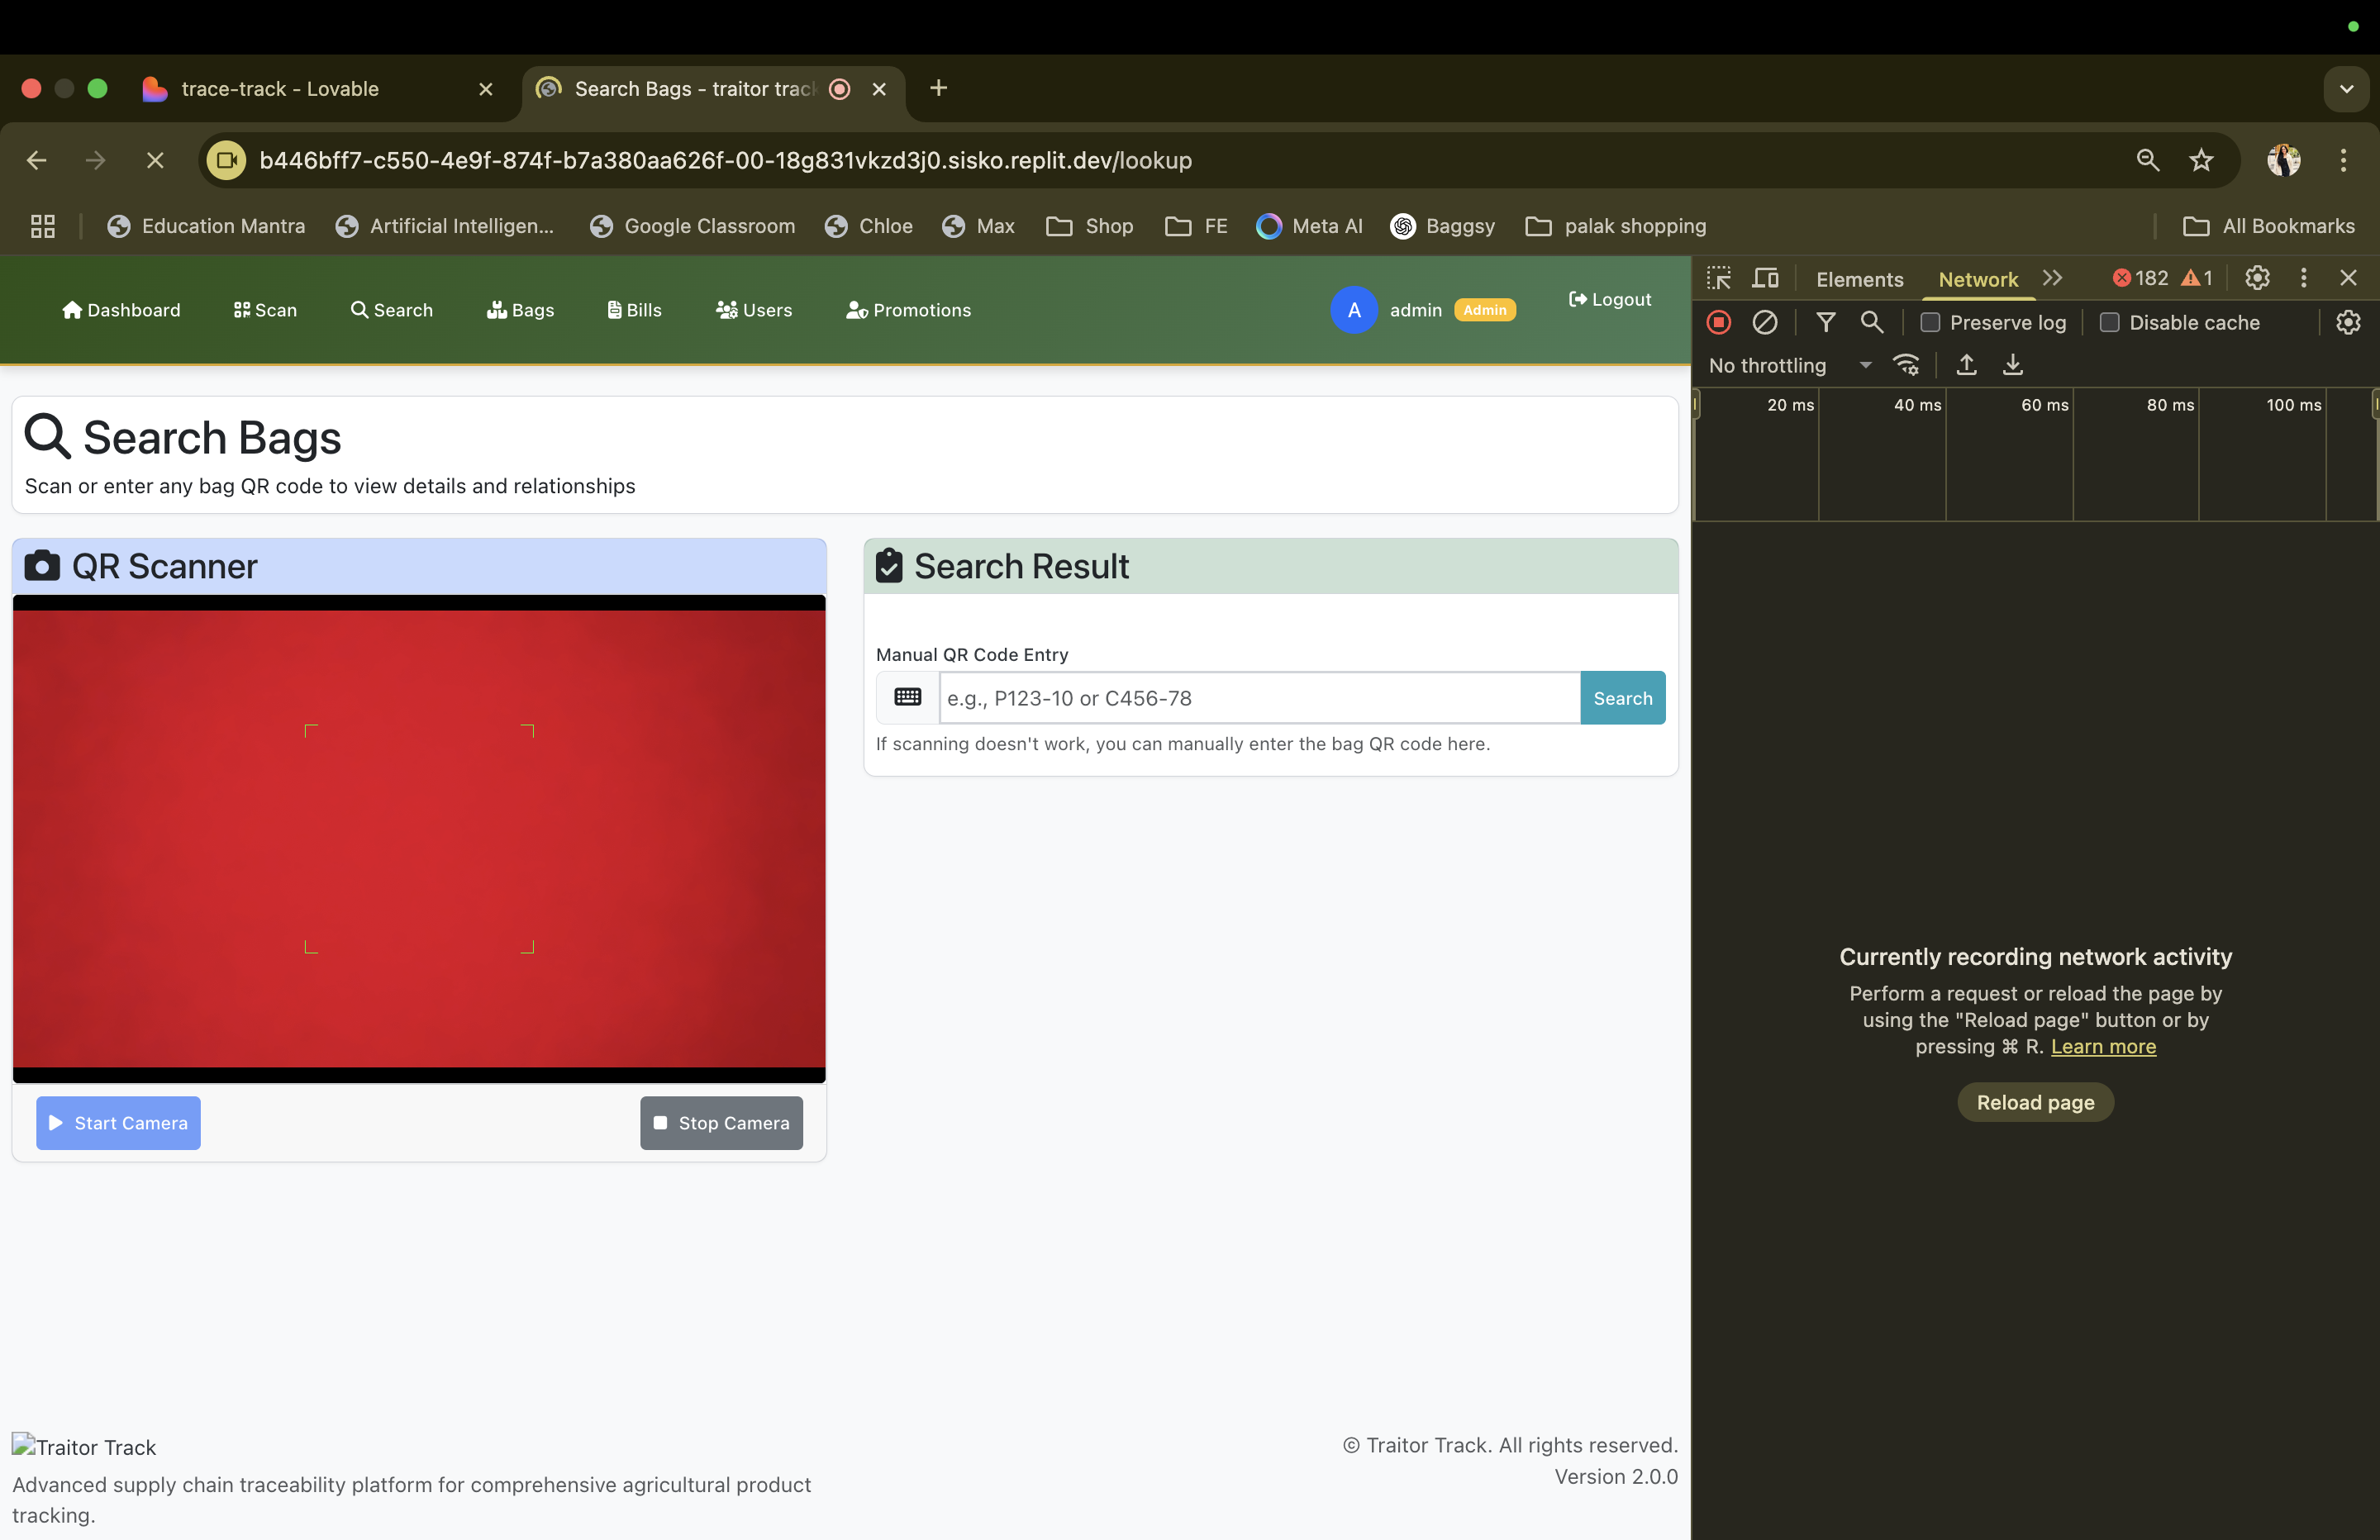 trace-track - Lovable
Search Bags - traitor track
b446bff7-c550-4e9f-874f-b7a380aa626f-00-18g831vkzd3j0.sisko.replit.dev/lookup
Education Mantra
Artificial Intelligen...
Google Classroom
Chloe
Max
Shop
FE
Meta AI
Baggsy
palak shopping
All Bookmarks
Dashboard
Scan
Search
Bags
Bills
Users
Promotions
A
admin
Admin
Logout
Search Bags
Scan or enter any bag QR code to view details and relationships
QR Scanner
Start Camera
Stop Camera
Search Result
Manual QR Code Entry
e.g., P123-10 or C456-78
Search
If scanning doesn't work, you can manually enter the bag QR code here.
Traitor Track
Advanced supply chain traceability platform for comprehensive agricultural product
tracking.
© Traitor Track. All rights reserved.
Version 2.0.0
Elements
Network
182
1
Preserve log
Disable cache
No throttling
20 ms
40 ms
60 ms
80 ms
100 ms
Currently recording network activity
Perform a request or reload the page by
using the "Reload page" button or by
pressing ⌘ R. Learn more
Reload page